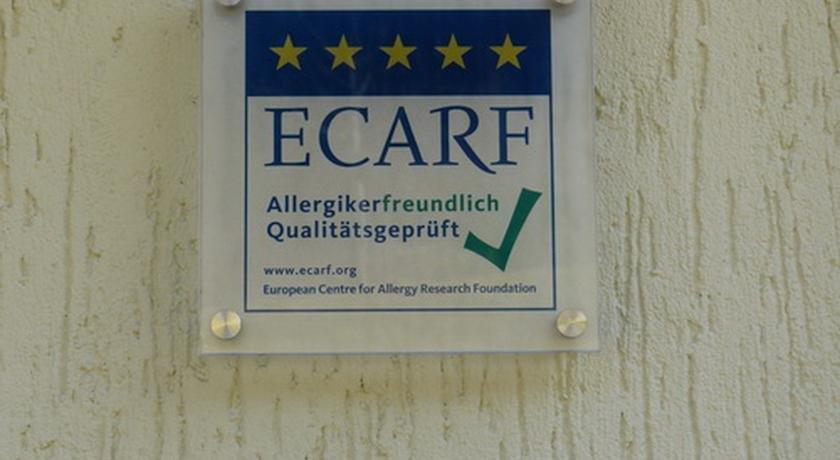 ECARF
Allergikerfreundlich
Qualitätsgeprüft
www.ecarf.org
European Centre for Allergy Research Foundation